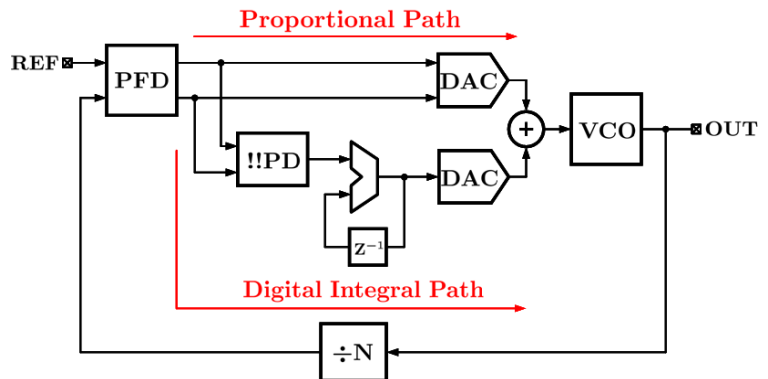 Proportional Path
REF
PFD
DAC
+
VCO
OUT
!!PD
DAC
z⁻¹
Digital Integral Path
÷N